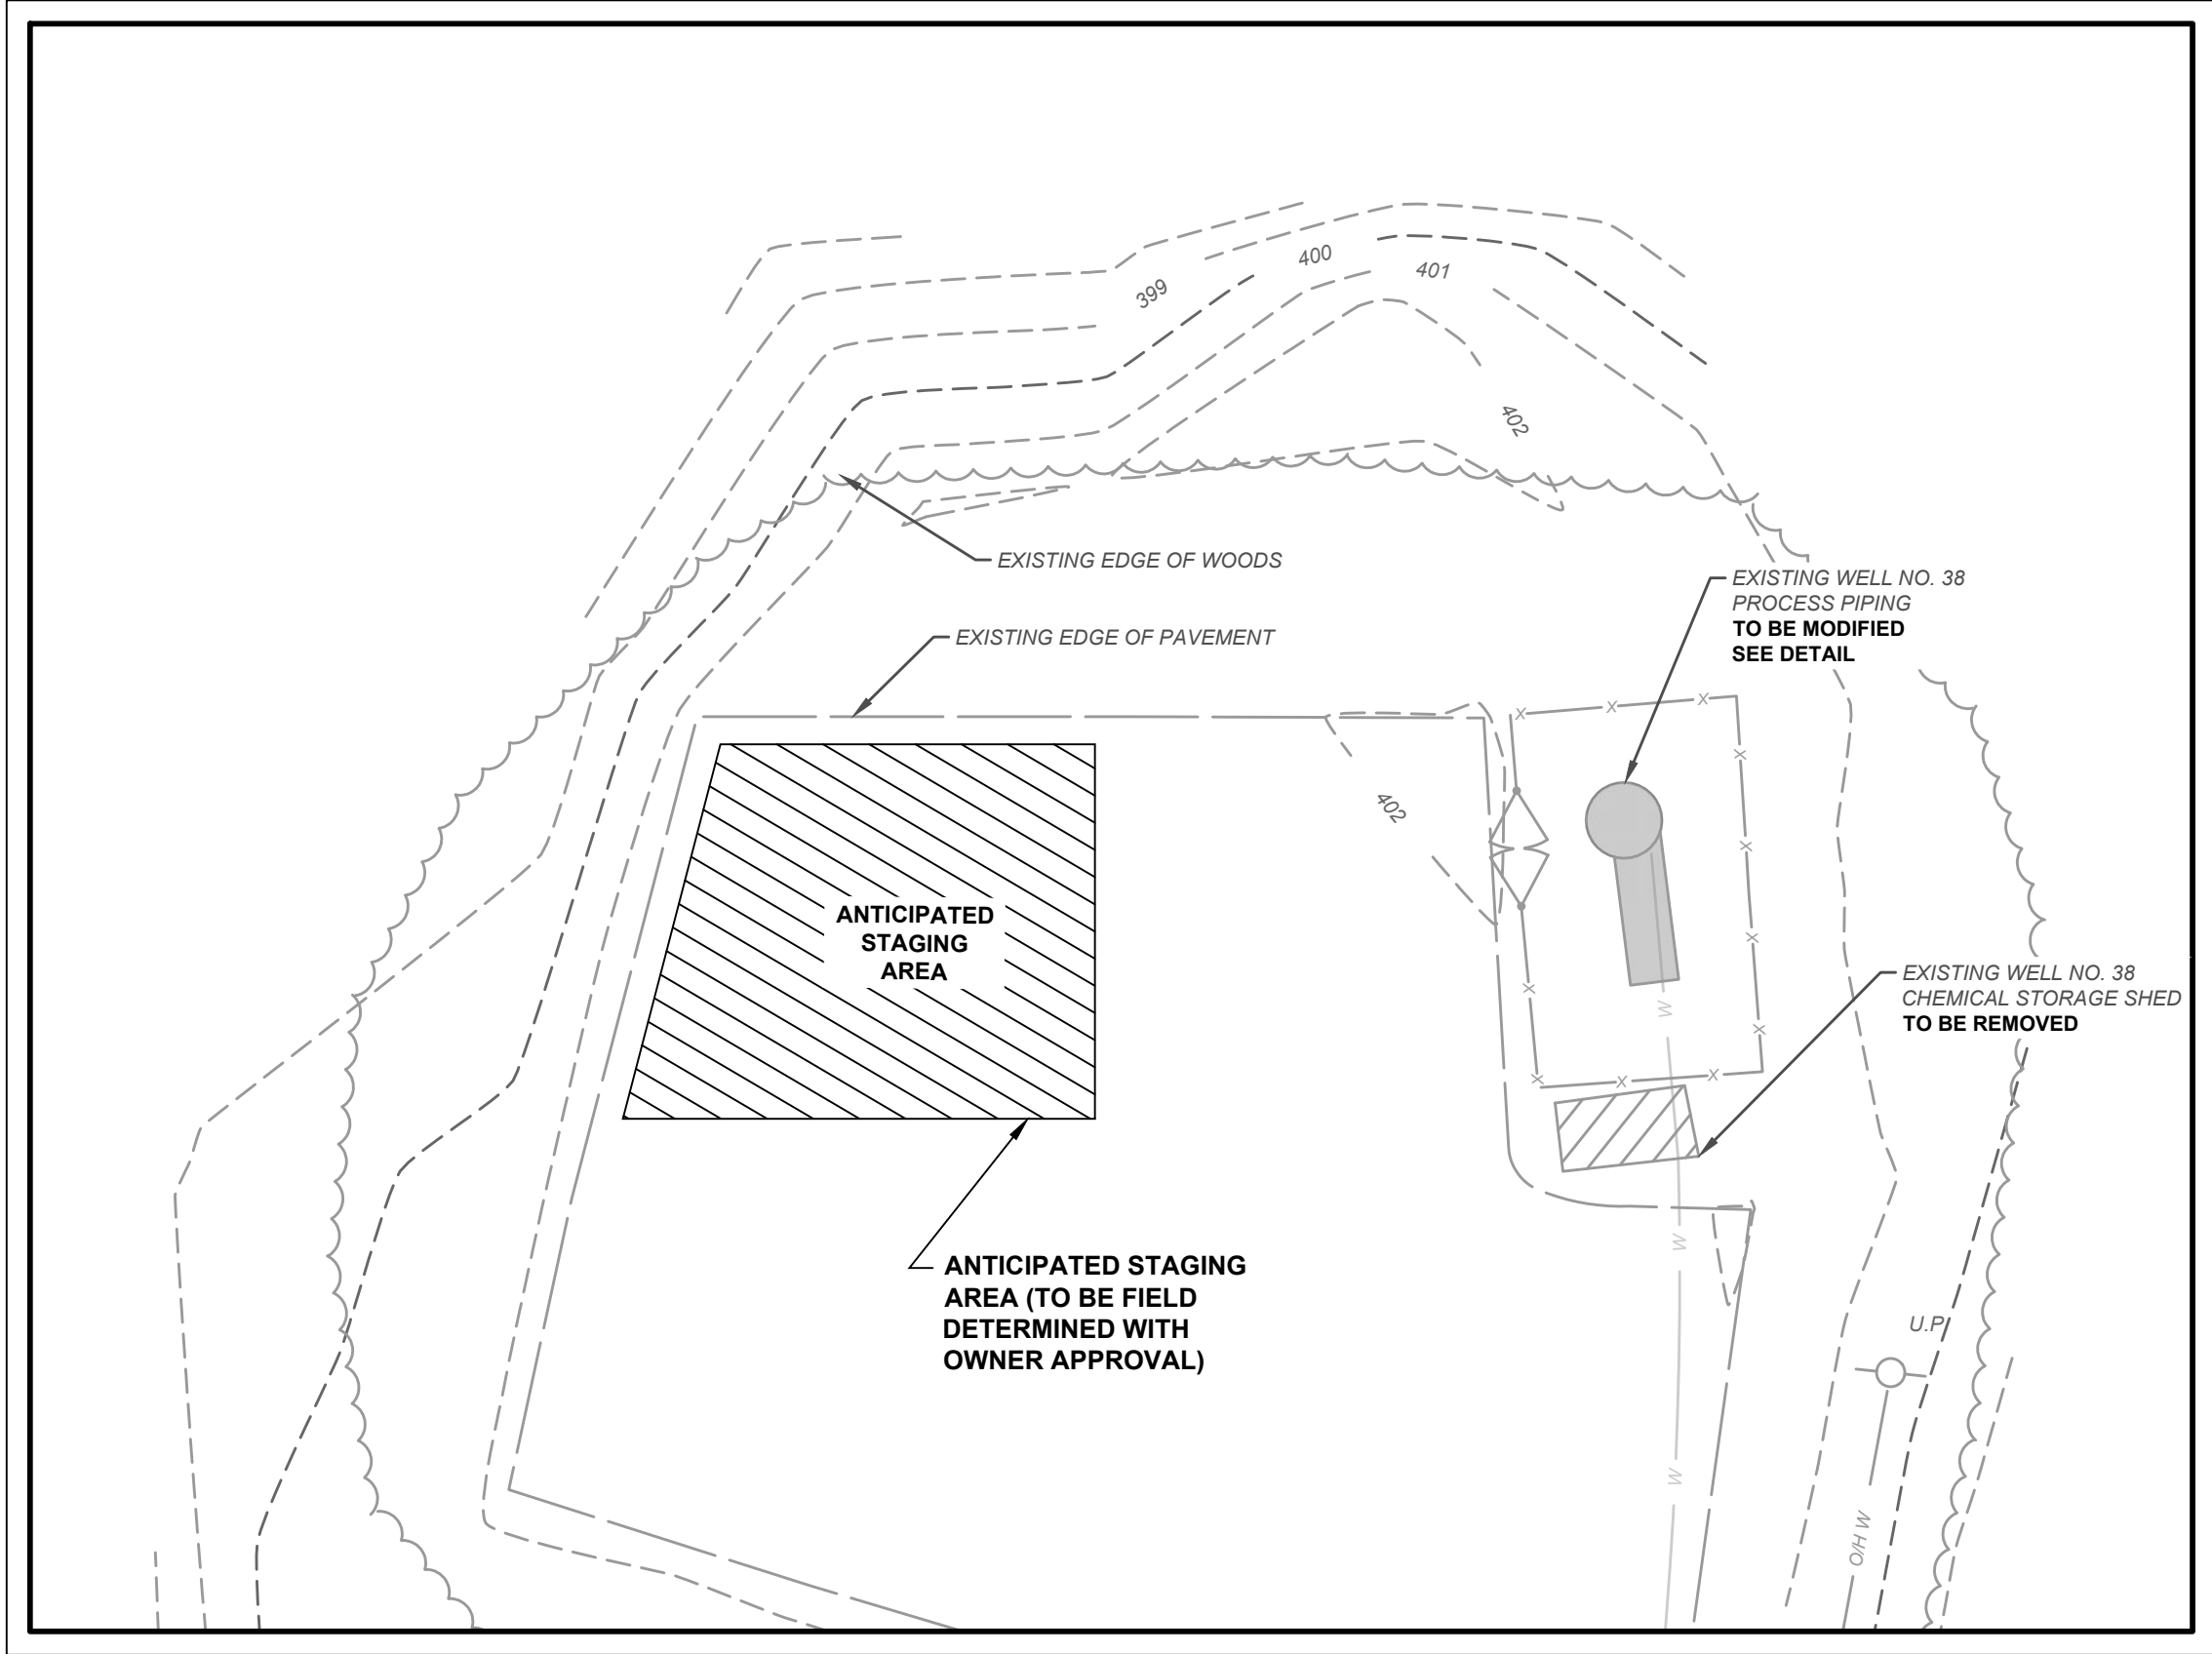 400
401
399
402
EXISTING EDGE OF WOODS
EXISTING WELL NO. 38
PROCESS PIPING
TO BE MODIFIED
SEE DETAIL
EXISTING EDGE OF PAVEMENT
X
X
X
X
402
X
ANTICIPATED
STAGING
AREA
X
EXISTING WELL NO. 38
CHEMICAL STORAGE SHED
TO BE REMOVED
X
W
X
X
X
X
W
ANTICIPATED STAGING
AREA (TO BE FIELD
DETERMINED WITH
OWNER APPROVAL)
U.P
W
O/H W